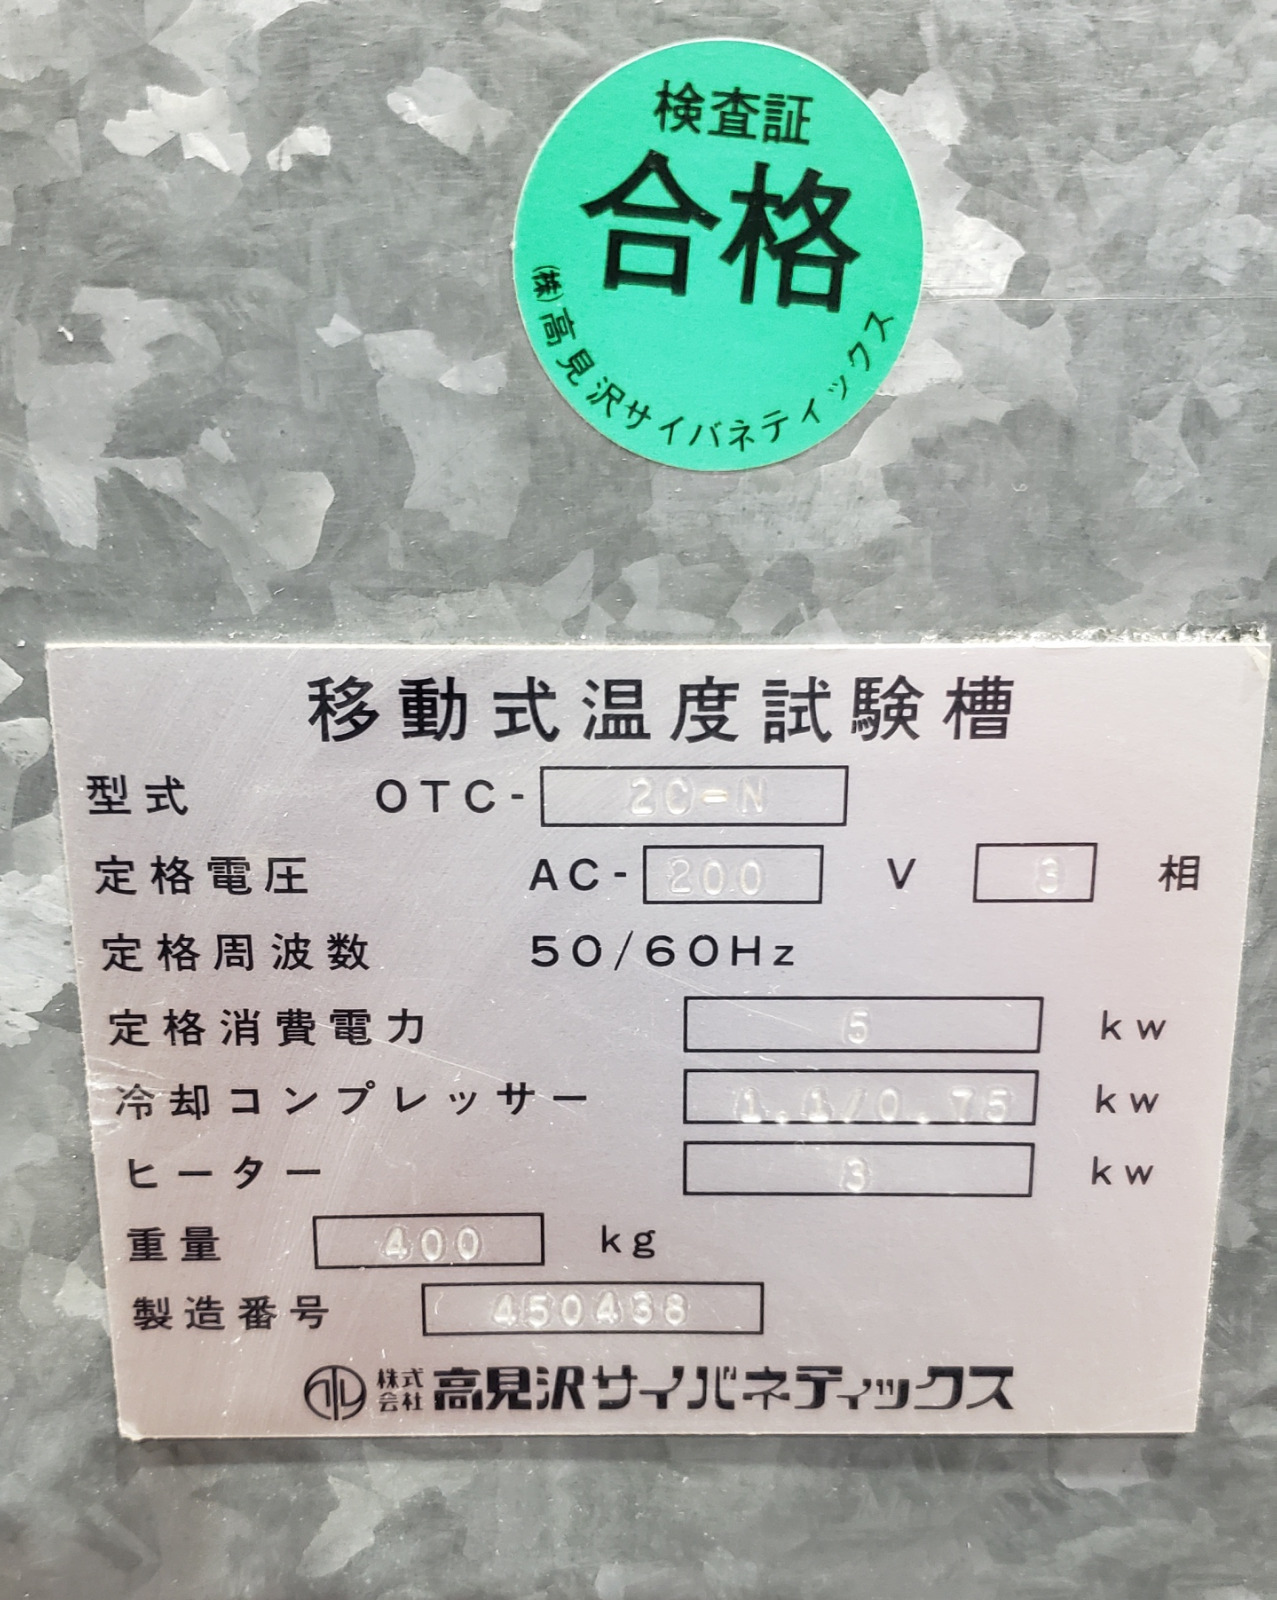 検査証
合格
(株)高見沢サイバネティックス
移動式温度試験槽
型式 OTC-2C-N
定格電圧 AC-200 V 3 相
定格周波数 50/60Hz
定格消費電力 5 kw
冷却コンプレッサー 1.1/0.75 kw
ヒーター 3 kw
重量 400 kg
製造番号 450438
株式会社 高見沢サイバネティックス